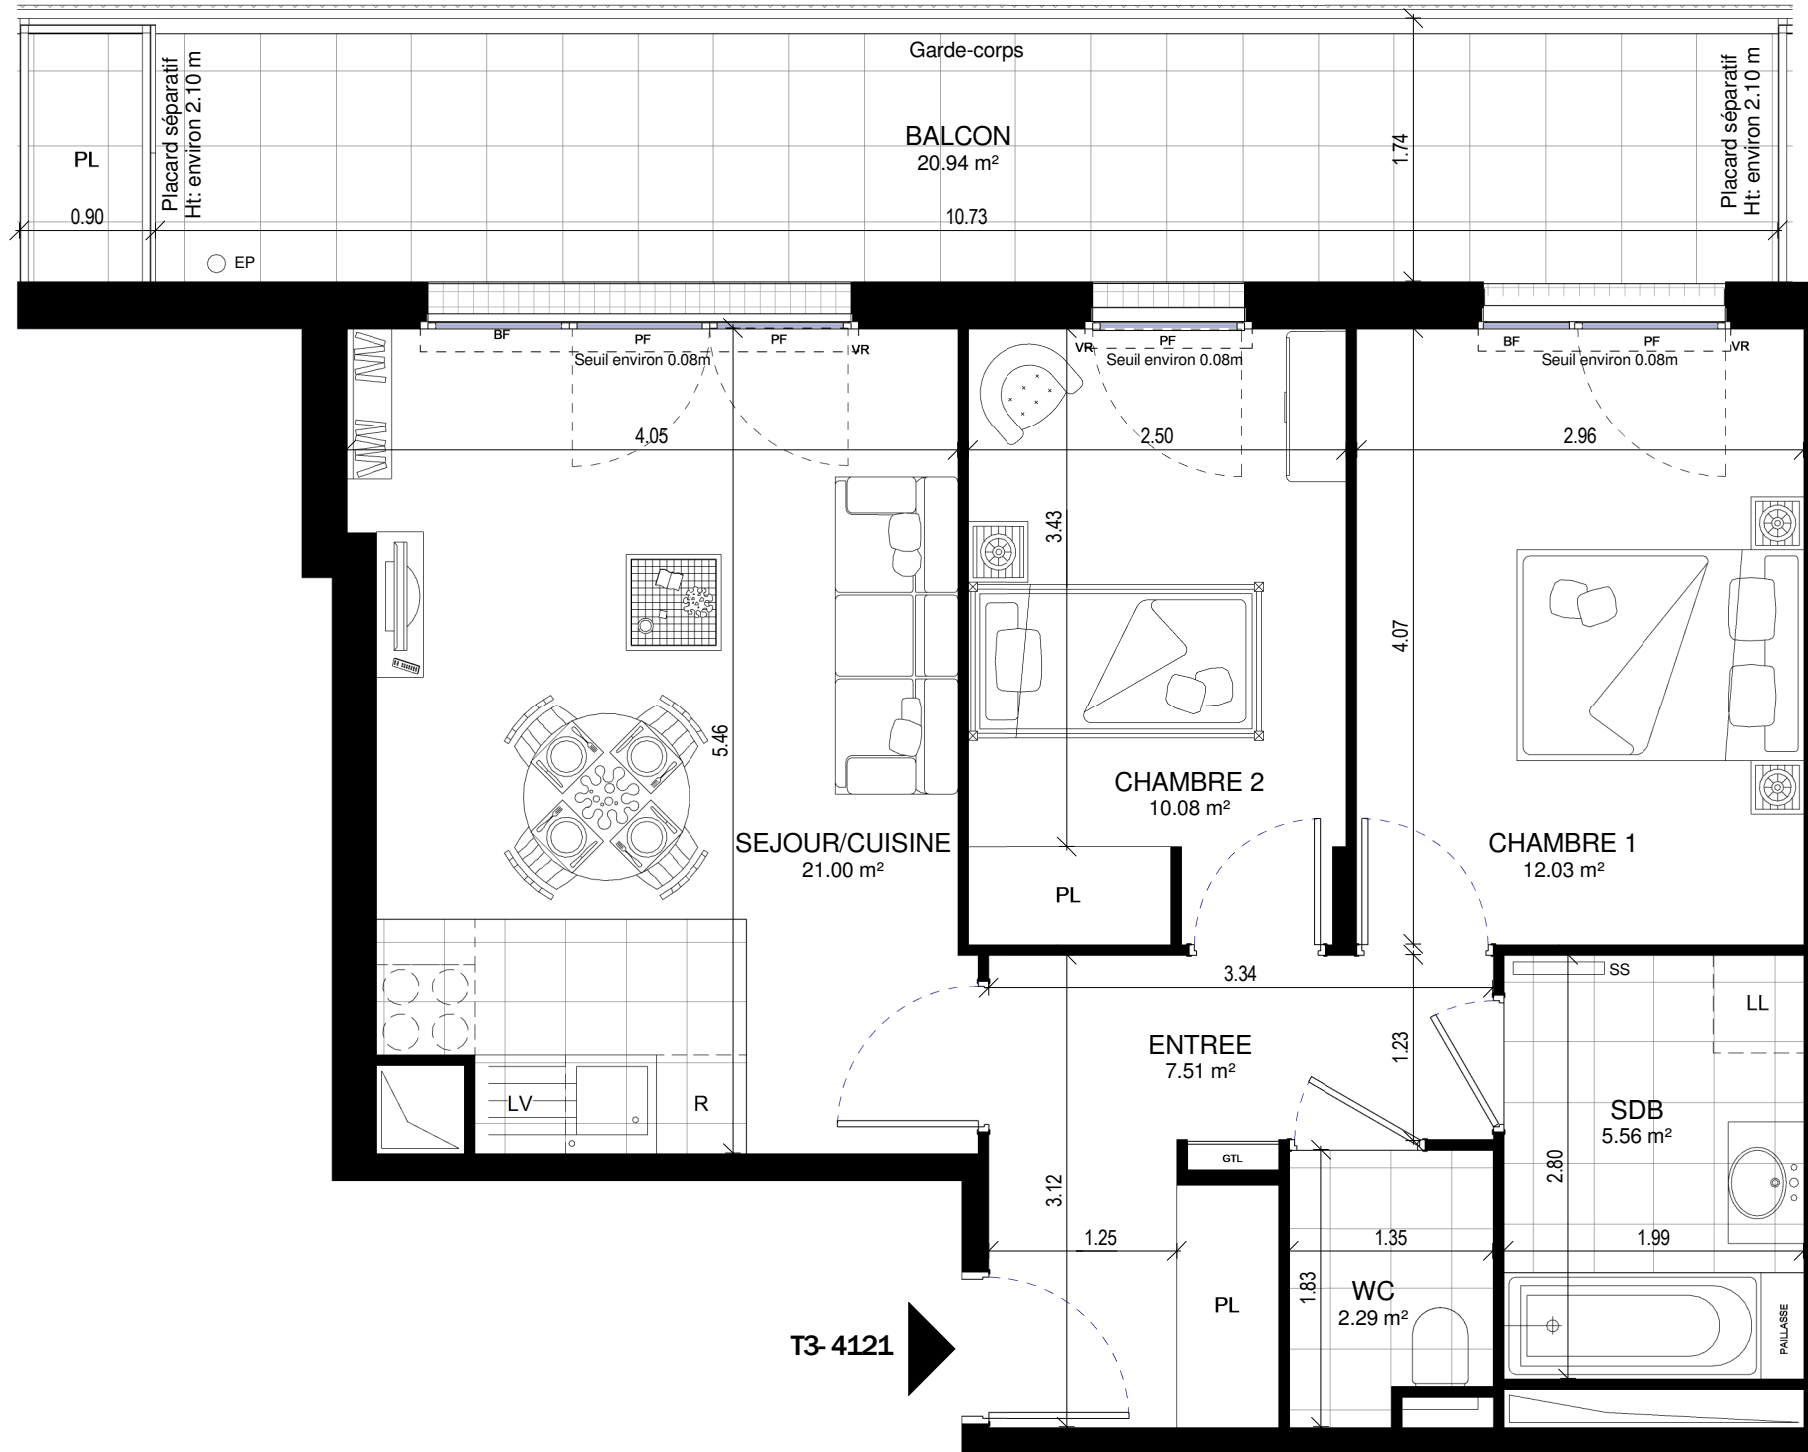 Garde-corps
Placard séparatif
Ht: environ 2.10 m
Placard séparatif
Ht: environ 2.10 m
BALCON
20.94 m²
1.74
PL
0.90
10.73
EP
BF
PF
PF
VR
Seuil environ 0.08m
VR
PF
Seuil environ 0.08m
BF
PF
VR
Seuil environ 0.08m
4.05
2.50
2.96
3.43
4.07
5.46
CHAMBRE 2
10.08 m²
SEJOUR/CUISINE
21.00 m²
CHAMBRE 1
12.03 m²
PL
3.34
SS
LL
ENTREE
7.51 m²
1.23
LV
R
SDB
5.56 m²
GTL
2.80
3.12
1.25
1.35
1.99
1.83
WC
2.29 m²
PL
PAILLASSE
T3- 4121